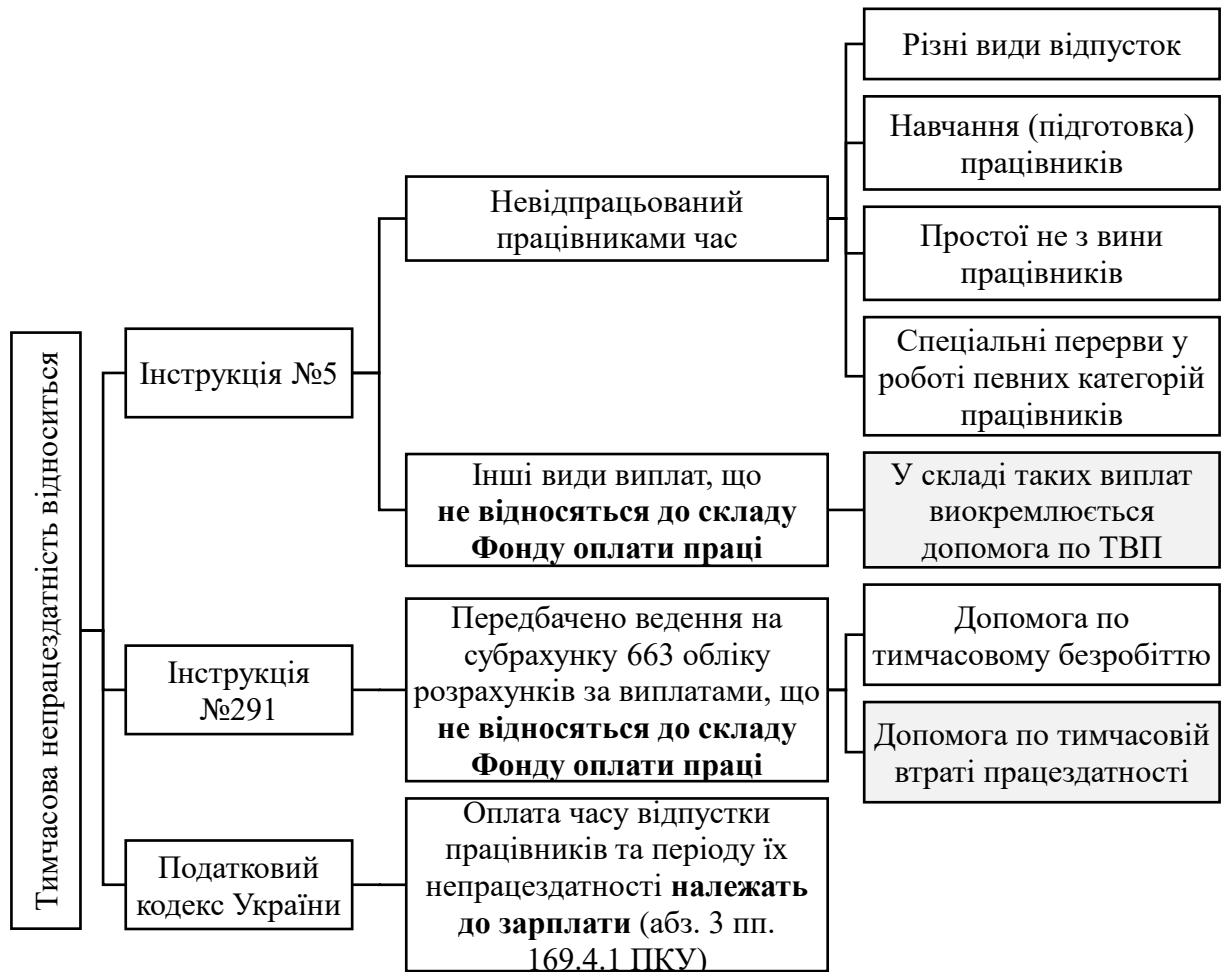 Тимчасова непрацездатність відноситься
Інструкція №5
Невідпрацьований
працівниками час
Різні види відпусток
Навчання (підготовка)
працівників
Простої не з вини
працівників
Спеціальні перерви у
роботі певних категорій
працівників
Інші види виплат, що
не відносяться до складу
Фонду оплати праці
У складі таких виплат
виокремлюється
допомога по ТВП
Інструкція
№291
Передбачено ведення на
субрахунку 663 обліку
розрахунків за виплатами, що
не відносяться до складу
Фонду оплати праці
Допомога по
тимчасовому безробіттю
Допомога по тимчасовій
втраті працездатності
Податковий
кодекс України
Оплата часу відпустки
працівників та періоду їх
непрацездатності належать
до зарплати (абз. 3 пп.
169.4.1 ПКУ)